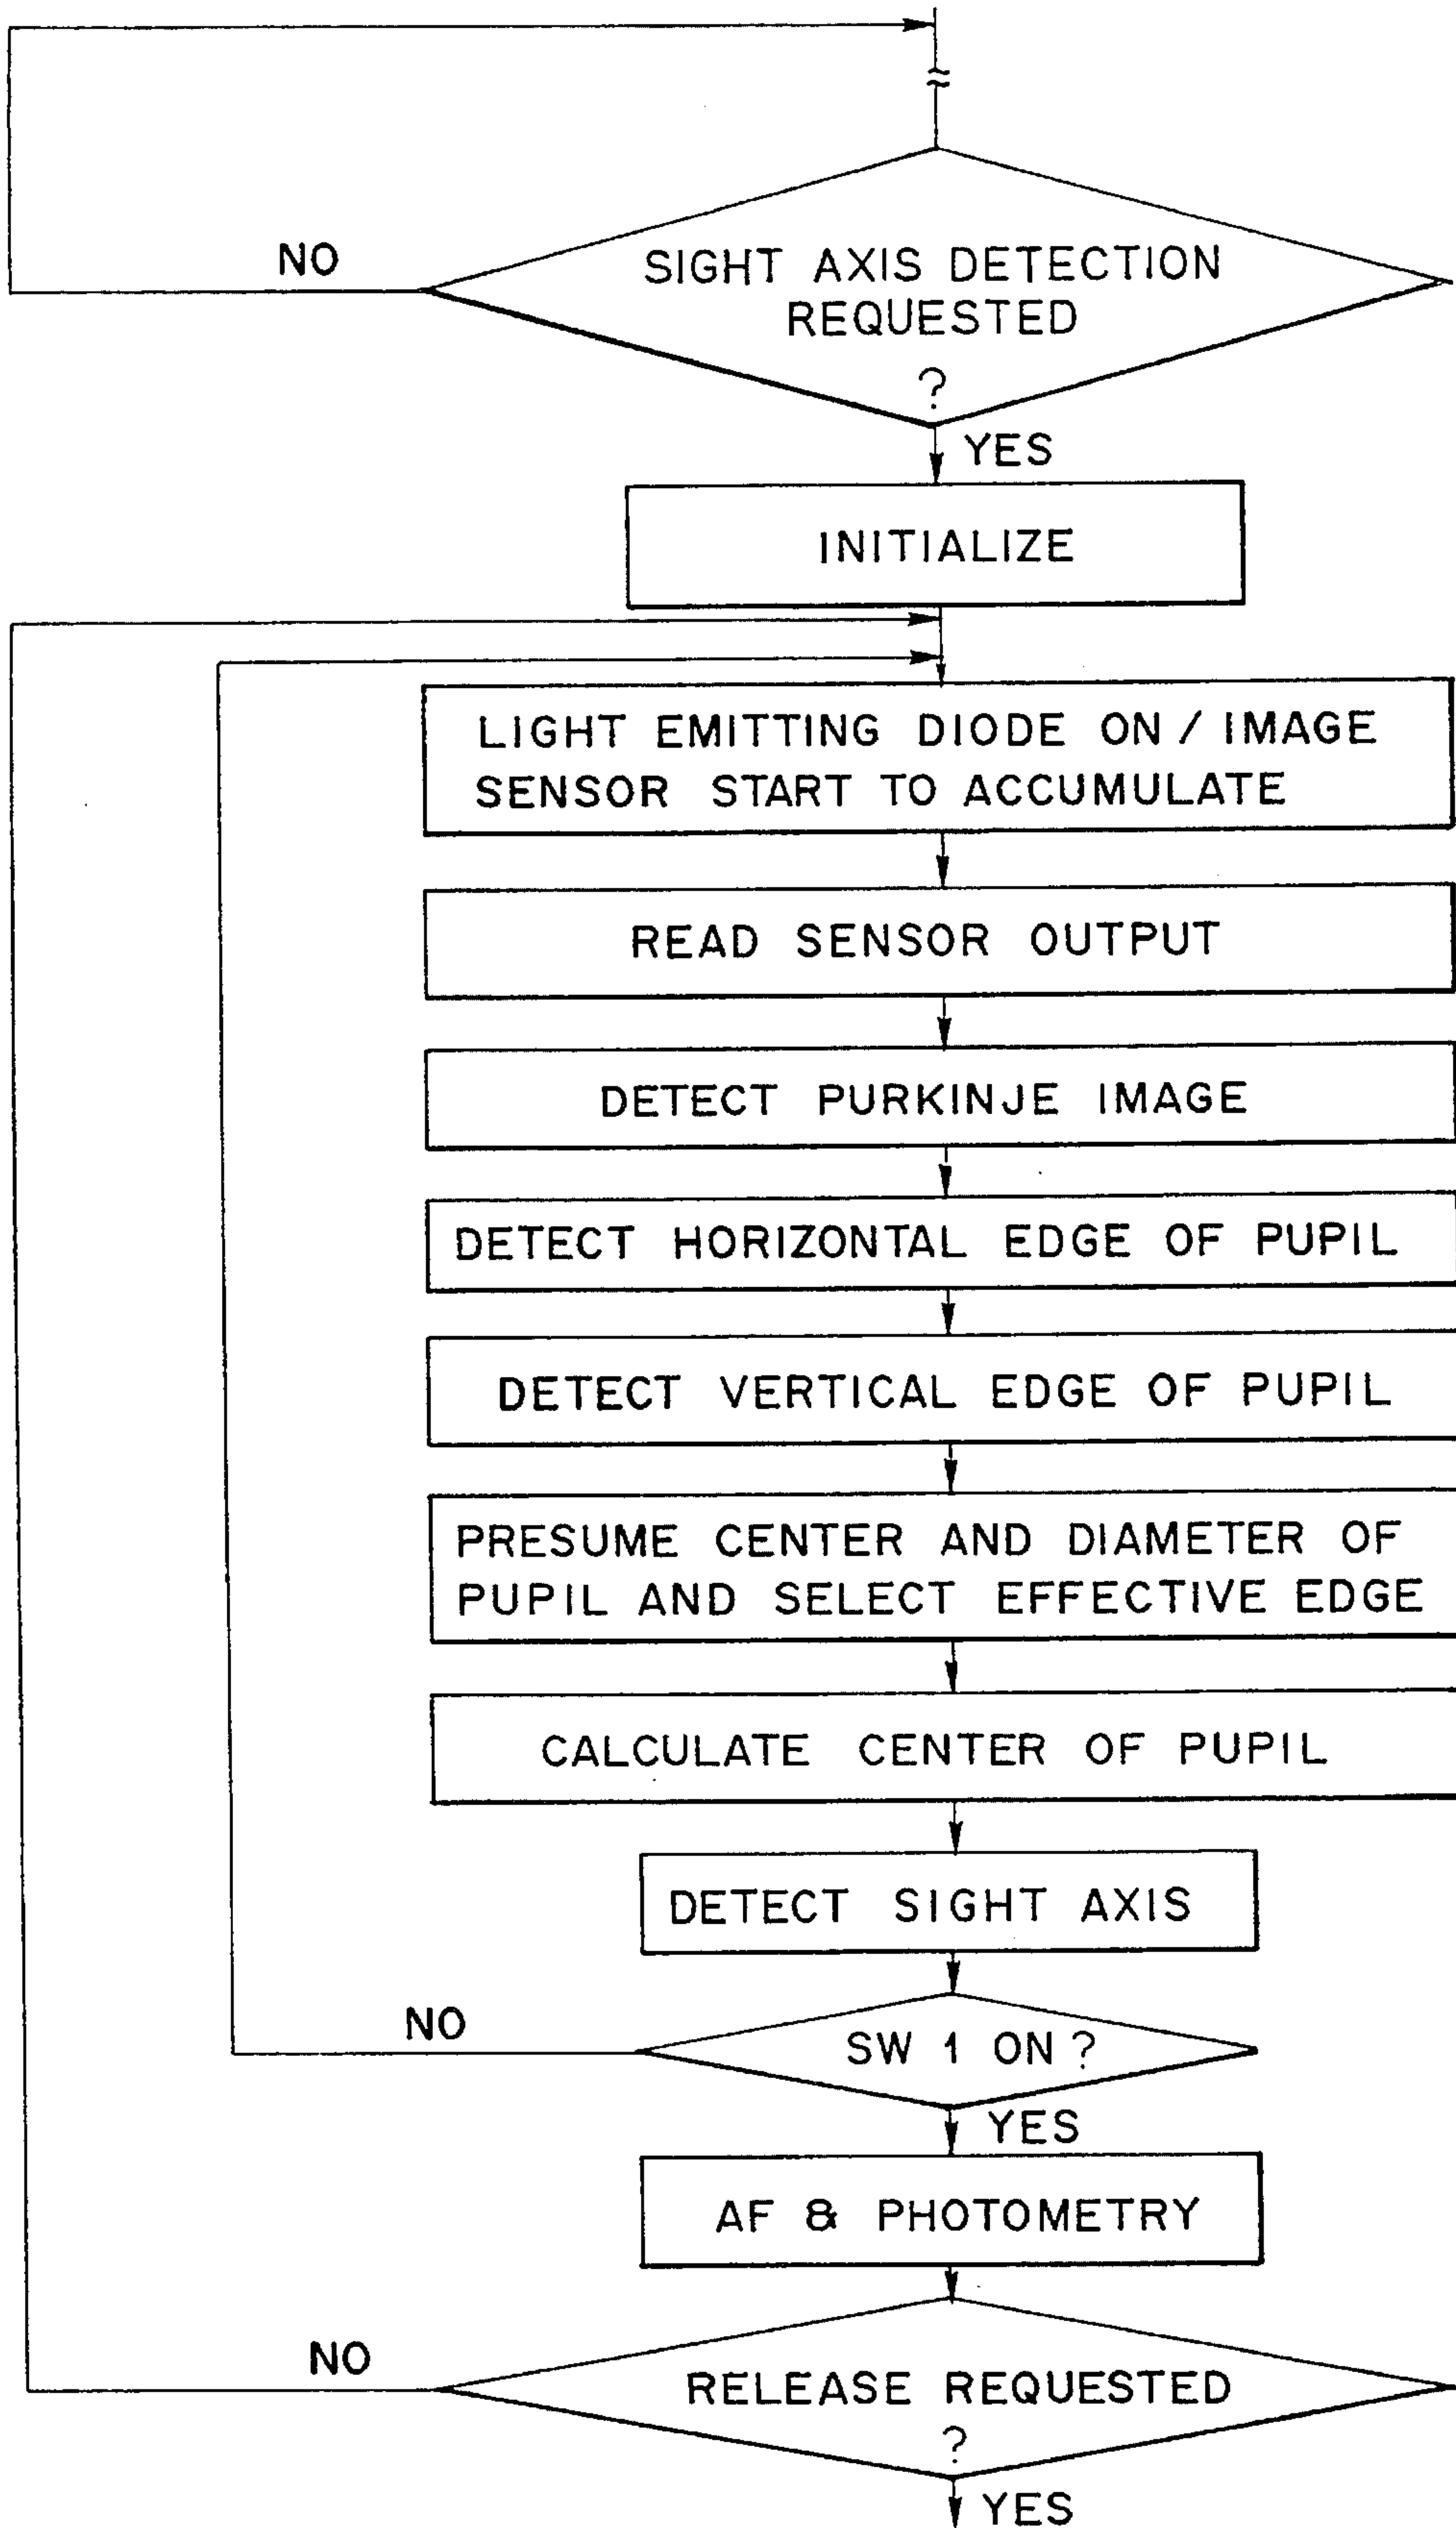 NO
SIGHT AXIS DETECTION
REQUESTED
?
YES
INITIALIZE
LIGHT EMITTING DIODE ON / IMAGE
SENSOR START TO ACCUMULATE
READ SENSOR OUTPUT
DETECT PURKINJE IMAGE
DETECT HORIZONTAL EDGE OF PUPIL
DETECT VERTICAL EDGE OF PUPIL
PRESUME CENTER AND DIAMETER OF
PUPIL AND SELECT EFFECTIVE EDGE
CALCULATE CENTER OF PUPIL
DETECT SIGHT AXIS
NO
SW 1 ON ?
YES
AF & PHOTOMETRY
NO
RELEASE REQUESTED
?
YES